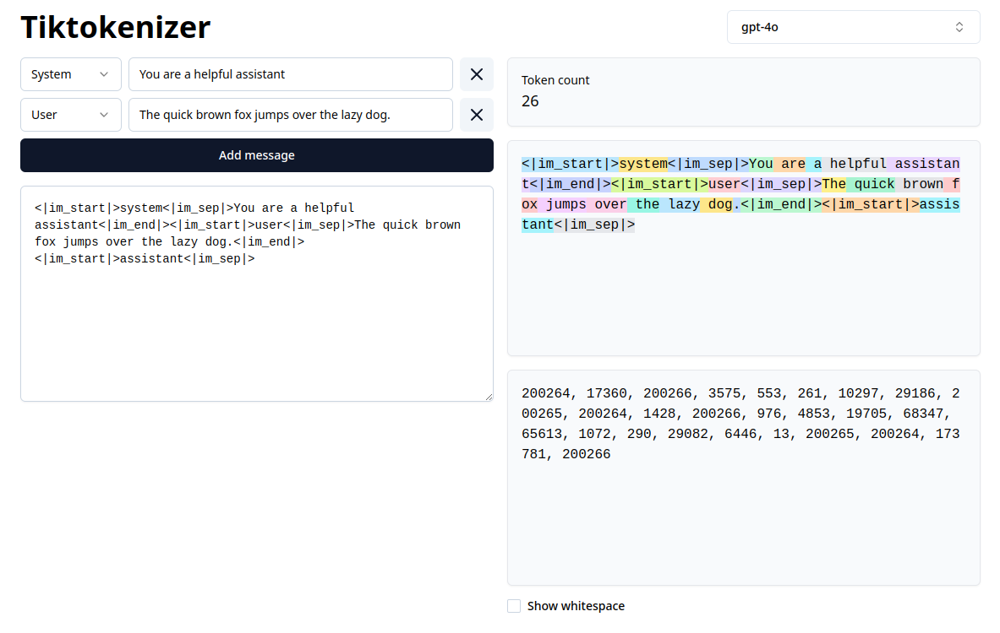 Tiktokenizer
gpt-4o
System
You are a helpful assistant
User
The quick brown fox jumps over the lazy dog.
Add message
<|im_start|>system<|im_sep|>You are a helpful
assistant<|im_end|><|im_start|>user<|im_sep|>The quick brown
fox jumps over the lazy dog.<|im_end|>
<|im_start|>assistant<|im_sep|>
Token count
26
<|im_start|>system<|im_sep|>You are a helpful assistan
t<|im_end|><|im_start|>user<|im_sep|>The quick brown f
ox jumps over the lazy dog.<|im_end|><|im_start|>assis
tant<|im_sep|>
200264, 17360, 200266, 3575, 553, 261, 10297, 29186, 2
00265, 200264, 1428, 200266, 976, 4853, 19705, 68347,
65613, 1072, 290, 29082, 6446, 13, 200265, 200264, 173
781, 200266
Show whitespace